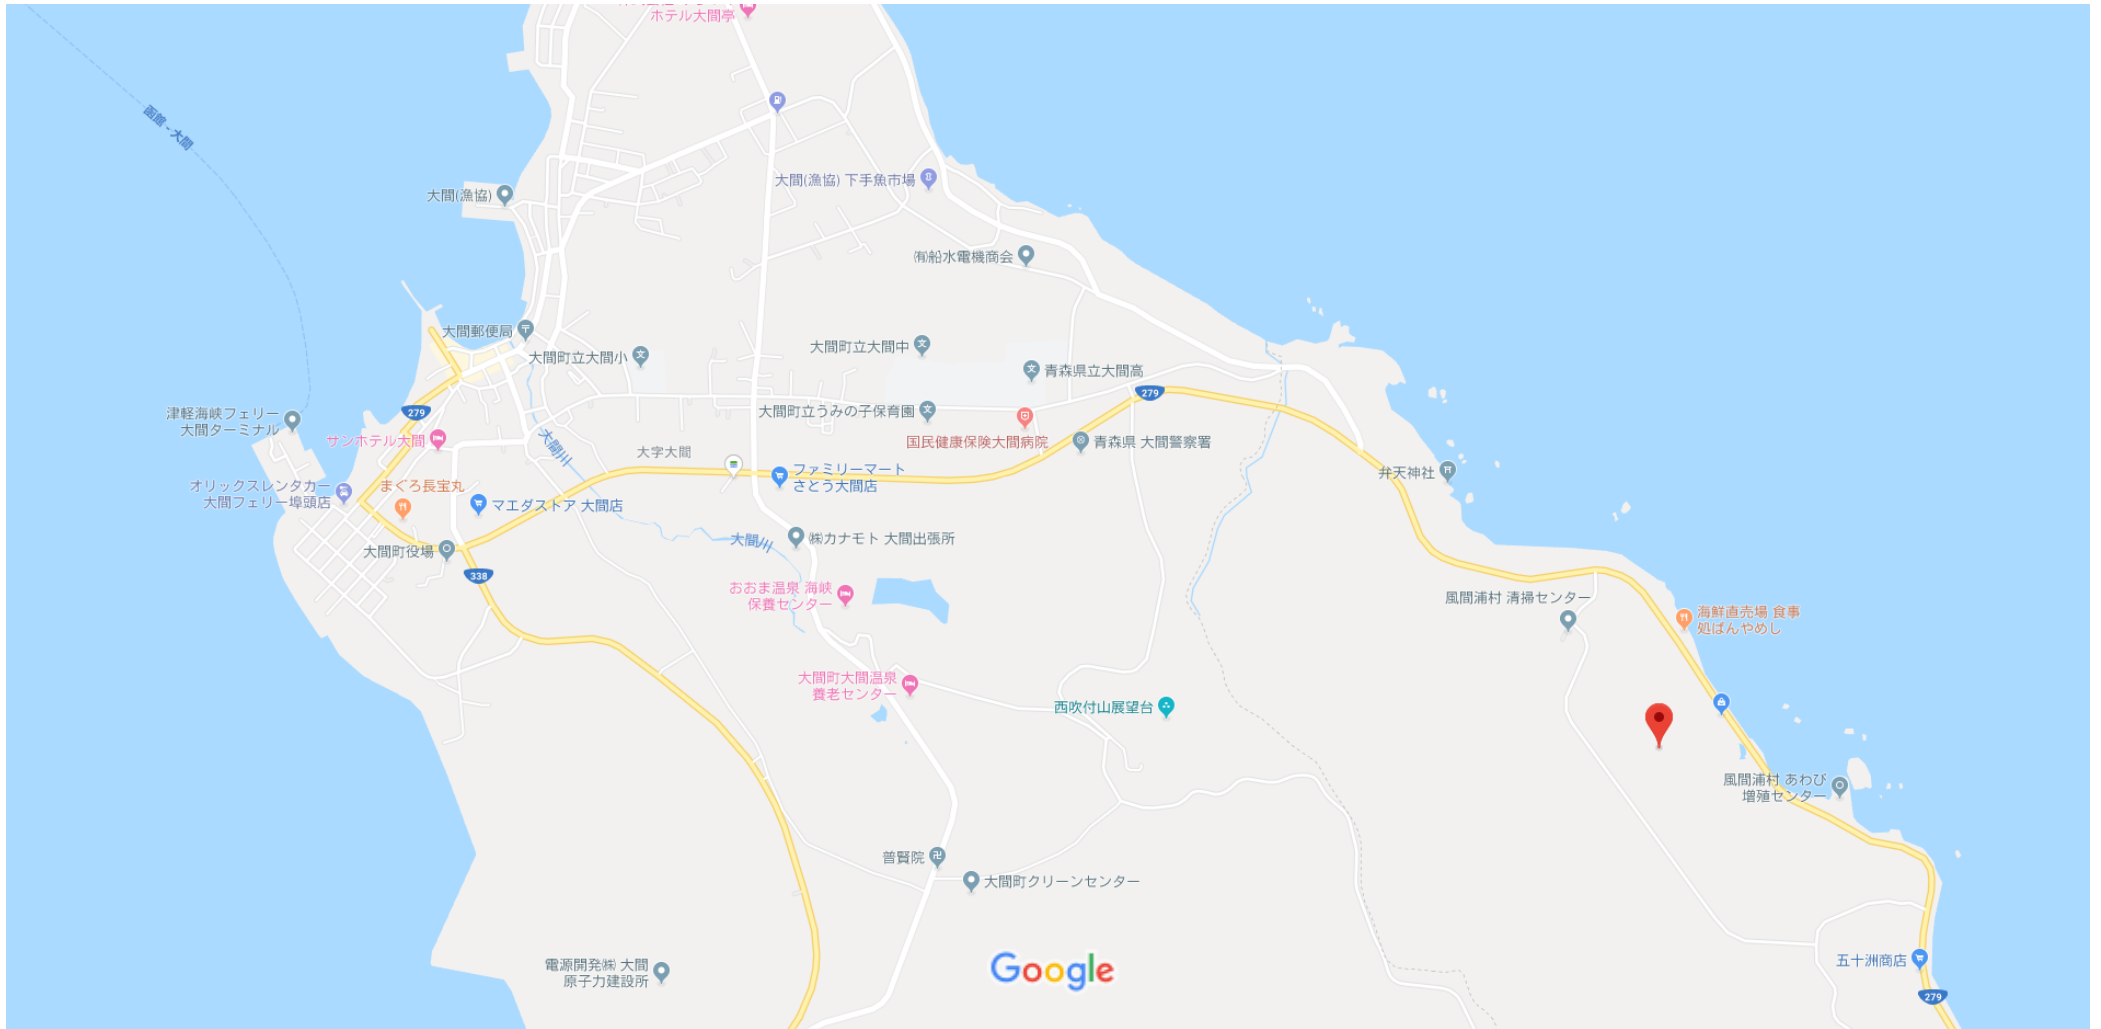 ホテル大間亭
函館 - 大間
大間(漁協) 下手魚市場
大間(漁協)
㈲船水電機商会
大間郵便局
大間町立大間小
大間町立大間中
青森県立大間高
279
279
津軽海峡フェリー
大間ターミナル
大間町立うみの子保育園
サンホテル大間
大間川
国民健康保険大間病院
青森県 大間警察署
大字大間
弁天神社
ファミリーマート
さとう大間店
オリックスレンタカー
大間フェリー埠頭店
まぐろ長宝丸
マエダストア 大間店
大間川
㈱カナモト 大間出張所
大間町役場
338
おおま温泉 海峡
保養センター
風間浦村 清掃センター
海鮮直売場 食事
処ばんやめし
大間町大間温泉
養老センター
西吹付山展望台
風間浦村 あわび
増殖センター
普賢院
大間町クリーンセンター
電源開発㈱ 大間
原子力建設所
Google
五十洲商店
279